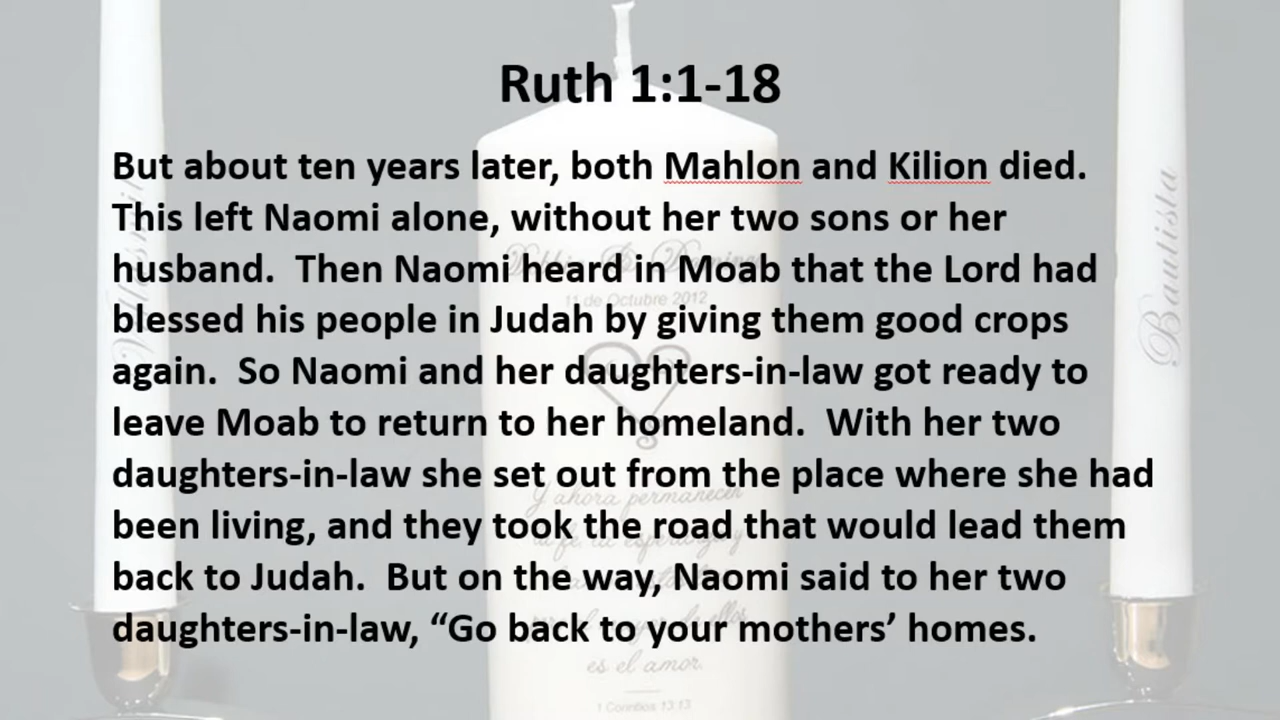 Ruth 1:1-18
But about ten years later, both Mahlon and Kilion died.
This left Naomi alone, without her two sons or her
husband.  Then Naomi heard in Moab that the Lord had
blessed his people in Judah by giving them good crops
again.  So Naomi and her daughters-in-law got ready to
leave Moab to return to her homeland.  With her two
daughters-in-law she set out from the place where she had
been living, and they took the road that would lead them
back to Judah.  But on the way, Naomi said to her two
daughters-in-law, “Go back to your mothers’ homes.
Bautista
11 de Octubre 2012
Y ahora permanecen
es el amor.
1 Corintios 13:13